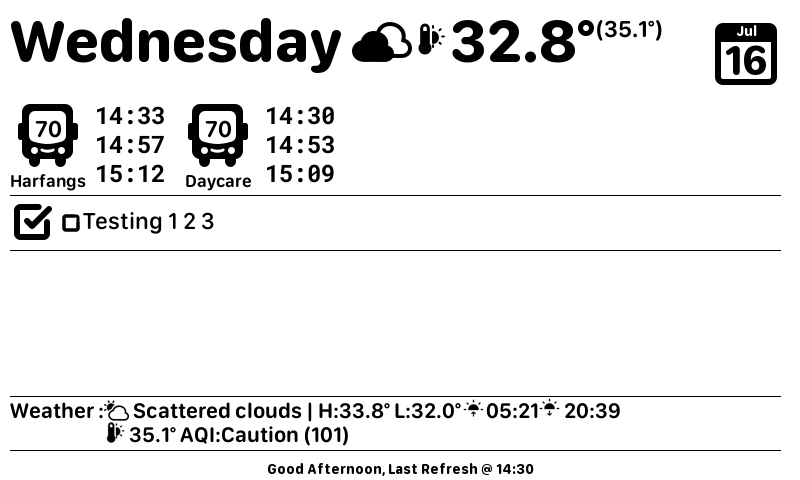 Wednesday 32.8°(35.1°)
Jul
16
70 14:33
14:57
Harfangs 15:12
70 14:30
14:53
Daycare 15:09
Testing 1 2 3
Weather : Scattered clouds | H:33.8° L:32.0° 05:21 20:39
35.1° AQI:Caution (101)
Good Afternoon, Last Refresh @ 14:30